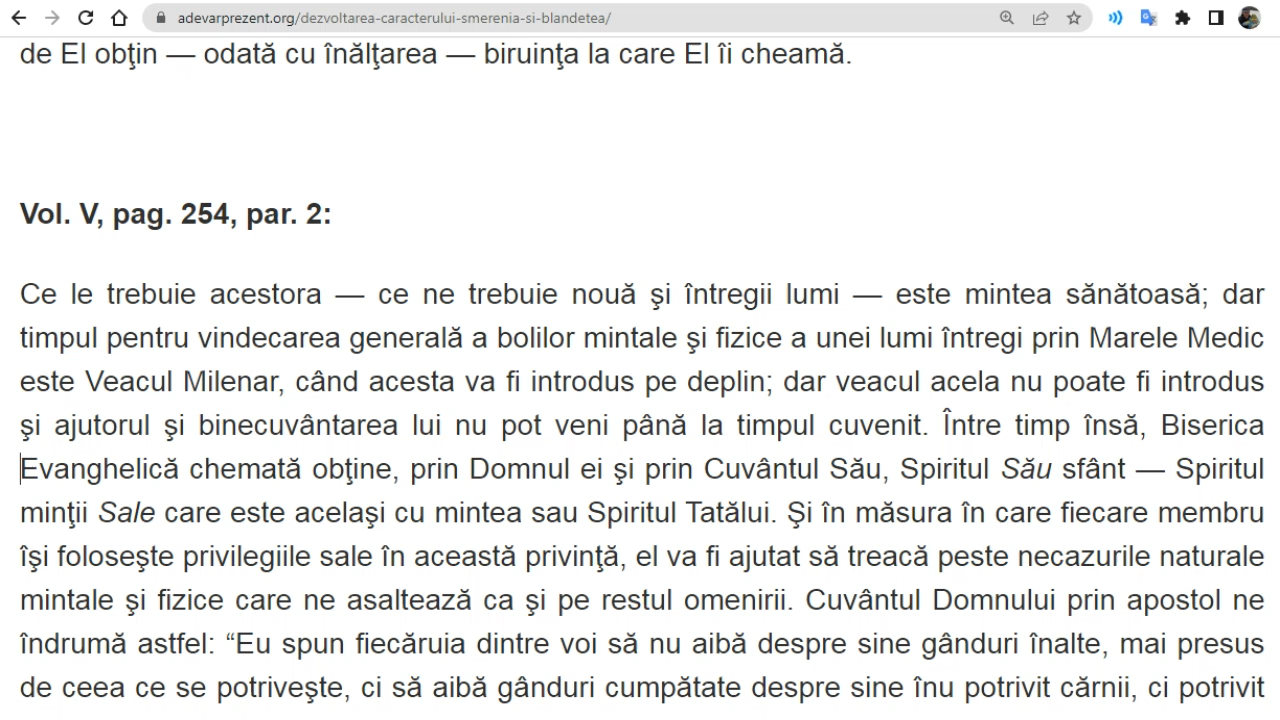 adevarprezent.org/dezvoltarea-caracterului-smerenia-si-blandetea/
de El obţin — odată cu înălţarea — biruinţa la care El îi cheamă.
Vol. V, pag. 254, par. 2:
Ce le trebuie acestora — ce ne trebuie nouă şi întregii lumi — este mintea sănătoasă; dar
timpul pentru vindecarea generală a bolilor mintale şi fizice a unei lumi întregi prin Marele Medic
este Veacul Milenar, când acesta va fi introdus pe deplin; dar veacul acela nu poate fi introdus
şi ajutorul şi binecuvântarea lui nu pot veni până la timpul cuvenit. Între timp însă, Biserica
Evanghelică chemată obţine, prin Domnul ei şi prin Cuvântul Său, Spiritul Său sfânt — Spiritul
minţii Sale care este acelaşi cu mintea sau Spiritul Tatălui. Şi în măsura în care fiecare membru
îşi foloseşte privilegiile sale în această privinţă, el va fi ajutat să treacă peste necazurile naturale
mintale şi fizice care ne asaltează ca şi pe restul omenirii. Cuvântul Domnului prin apostol ne
îndrumă astfel: “Eu spun fiecăruia dintre voi să nu aibă despre sine gânduri înalte, mai presus
de ceea ce se potriveşte, ci să aibă gânduri cumpătate despre sine înu potrivit cărnii, ci potrivit